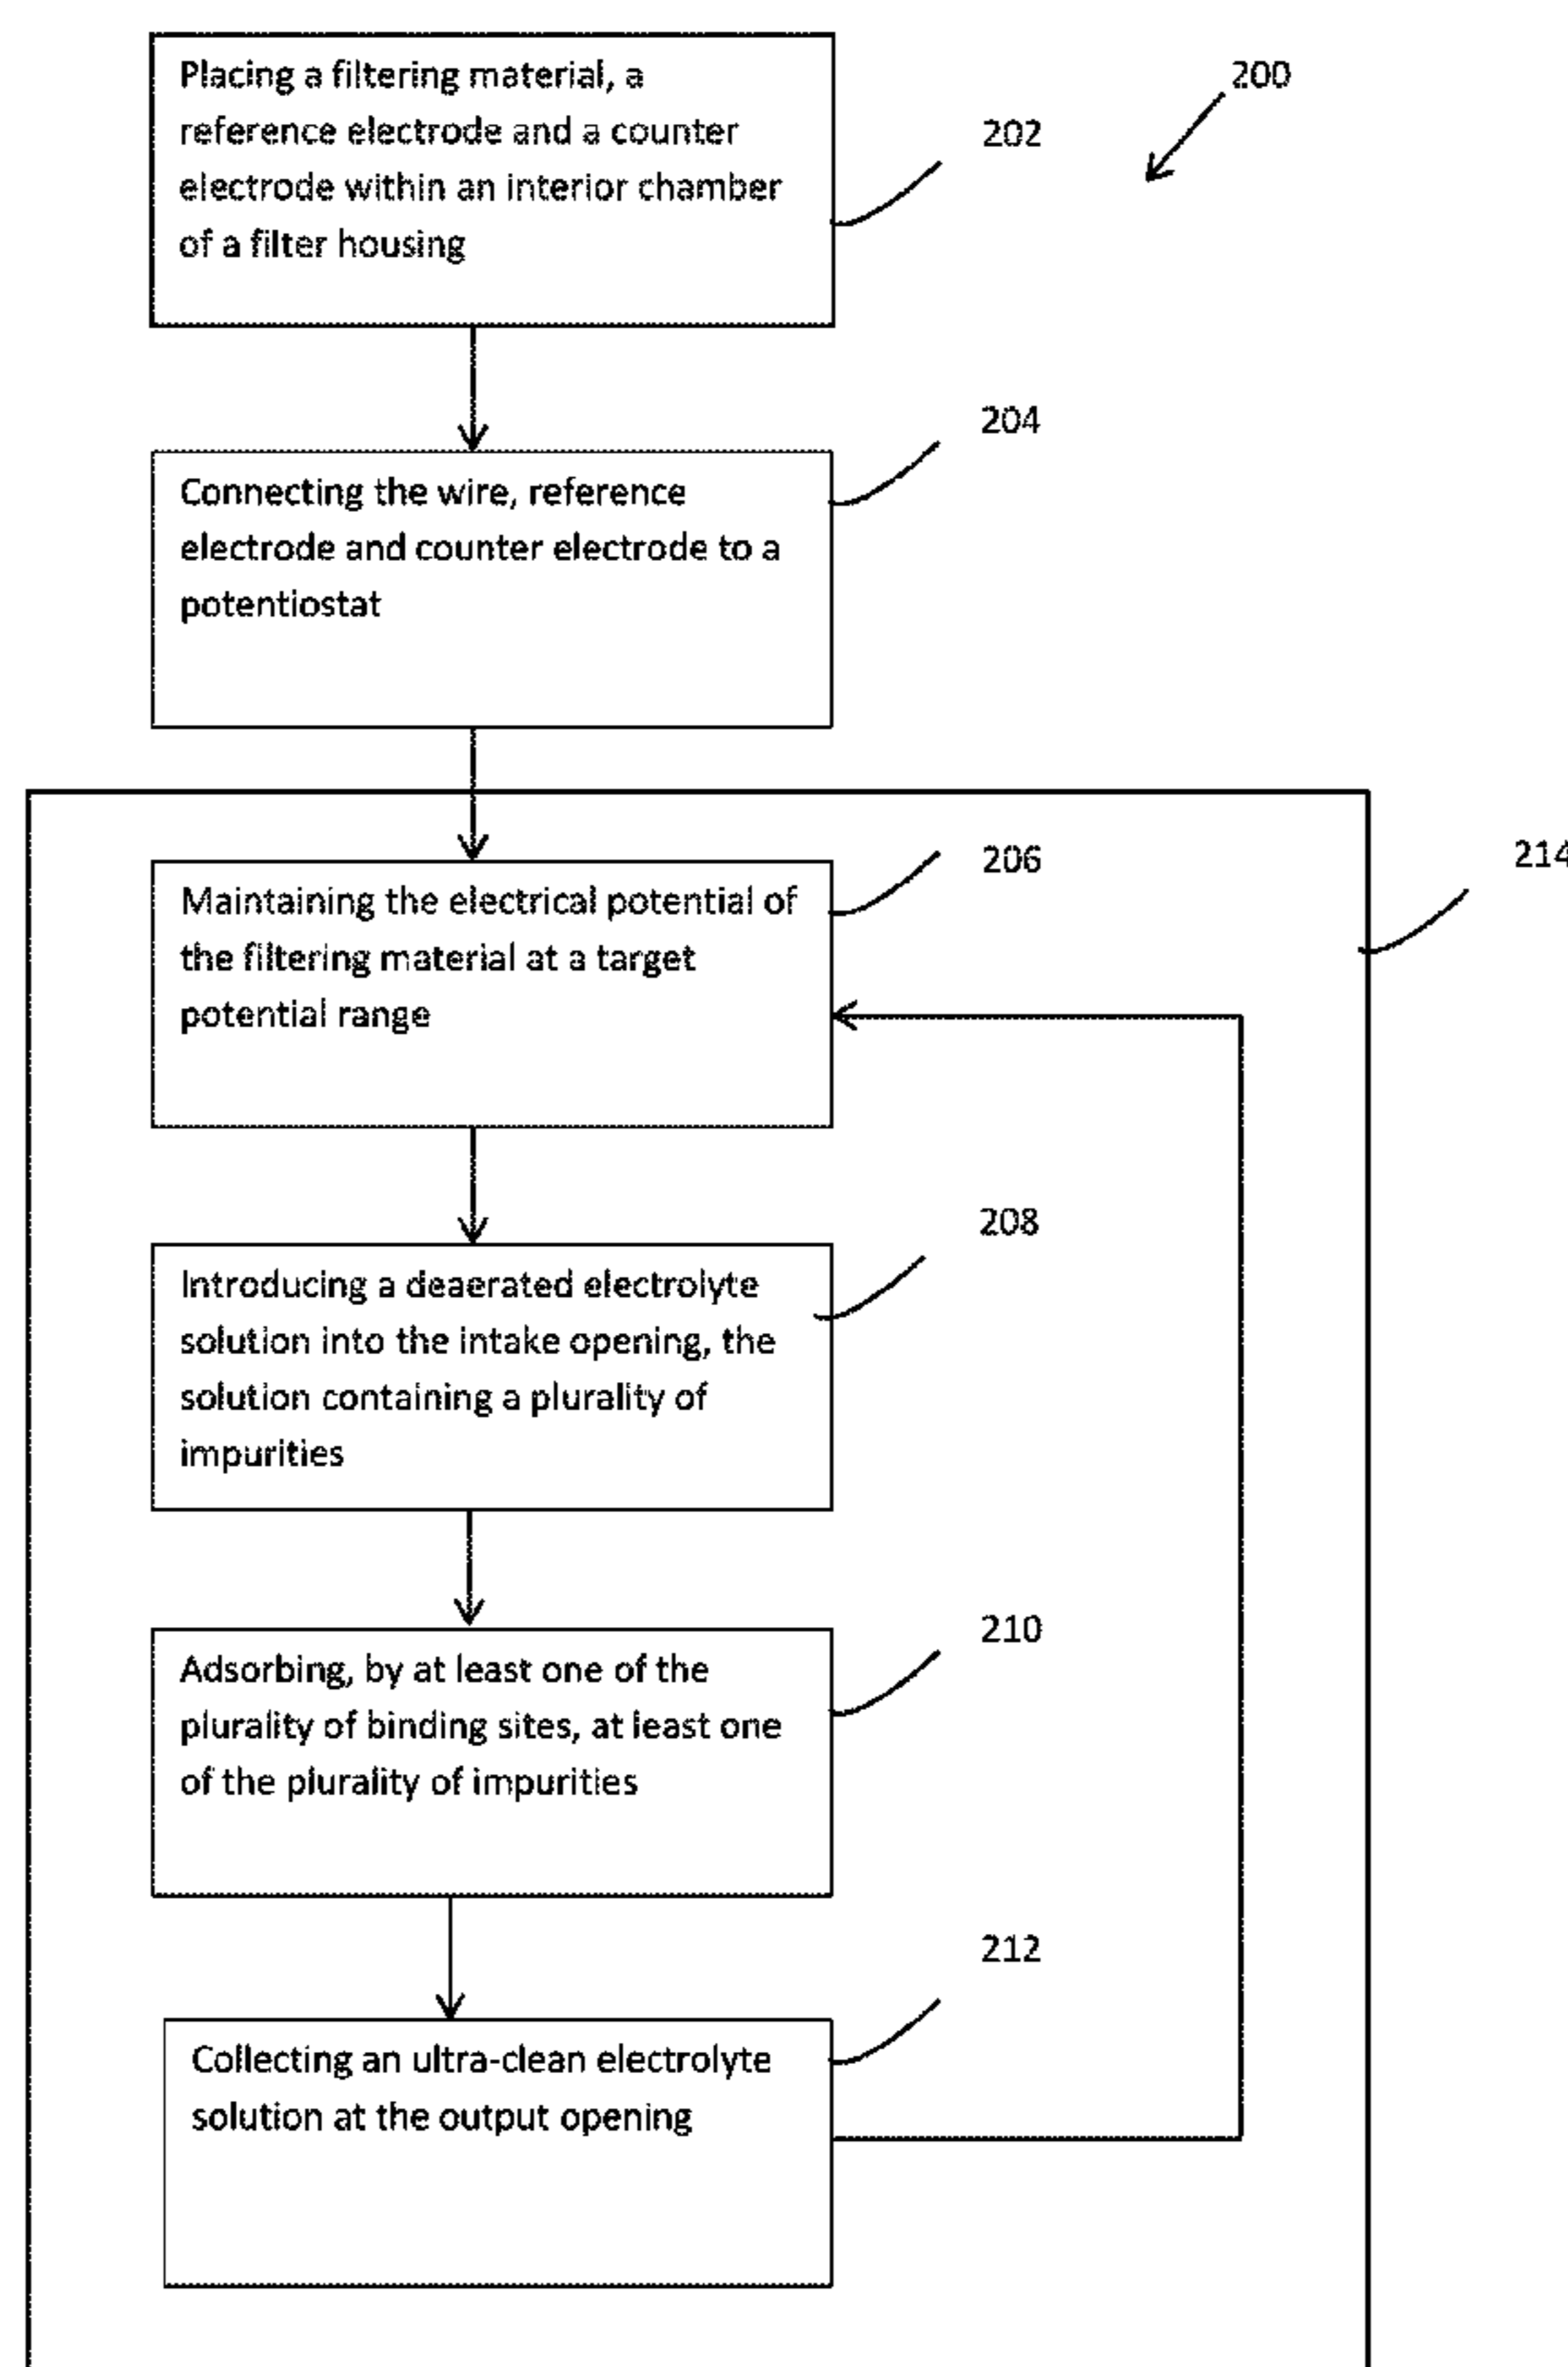 200
Placing a filtering material, a
reference electrode and a counter
electrode within an interior chamber
of a filter housing
202
204
Connecting the wire, reference
electrode and counter electrode to a
potentiostat
206
214
Maintaining the electrical potential of
the filtering material at a target
potential range
208
Introducing a deaerated electrolyte
solution into the intake opening, the
solution containing a plurality of
impurities
210
Adsorbing, by at least one of the
plurality of binding sites, at least one
of the plurality of impurities
212
Collecting an ultra-clean electrolyte
solution at the output opening